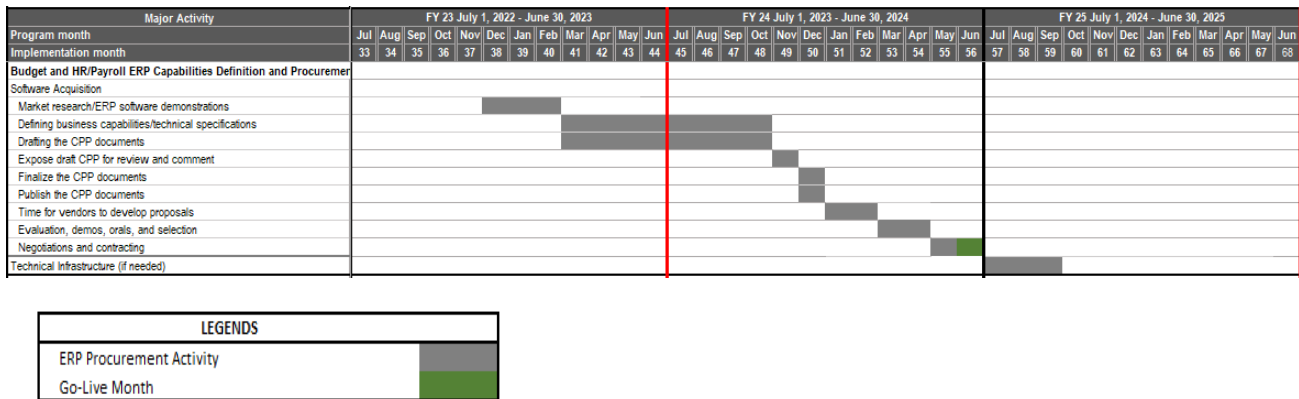 Major Activity FY 23 July 1, 2022 - June 30, 2023 FY 24 July 1, 2023 - June 30, 2024 FY 25 July 1, 2024 - June 30, 2025
Program month Jul Aug Sep Oct Nov Dec Jan Feb Mar Apr May Jun Jul Aug Sep Oct Nov Dec Jan Feb Mar Apr May Jun Jul Aug Sep Oct Nov Dec Jan Feb Mar Apr May Jun
Implementation month 33 34 35 36 37 38 39 40 41 42 43 44 45 46 47 48 49 50 51 52 53 54 55 56 57 58 59 60 61 62 63 64 65 66 67 68
Budget and HR/Payroll ERP Capabilities Definition and Procuremer
Software Acquisition
Market research/ERP software demonstrations
Defining business capabilities/technical specifications
Drafting the CPP documents
Expose draft CPP for review and comment
Finalize the CPP documents
Publish the CPP documents
Time for vendors to develop proposals
Evaluation, demos, orals, and selection
Negotiations and contracting
Technical Infrastructure (if needed)
LEGENDS
ERP Procurement Activity
Go-Live Month